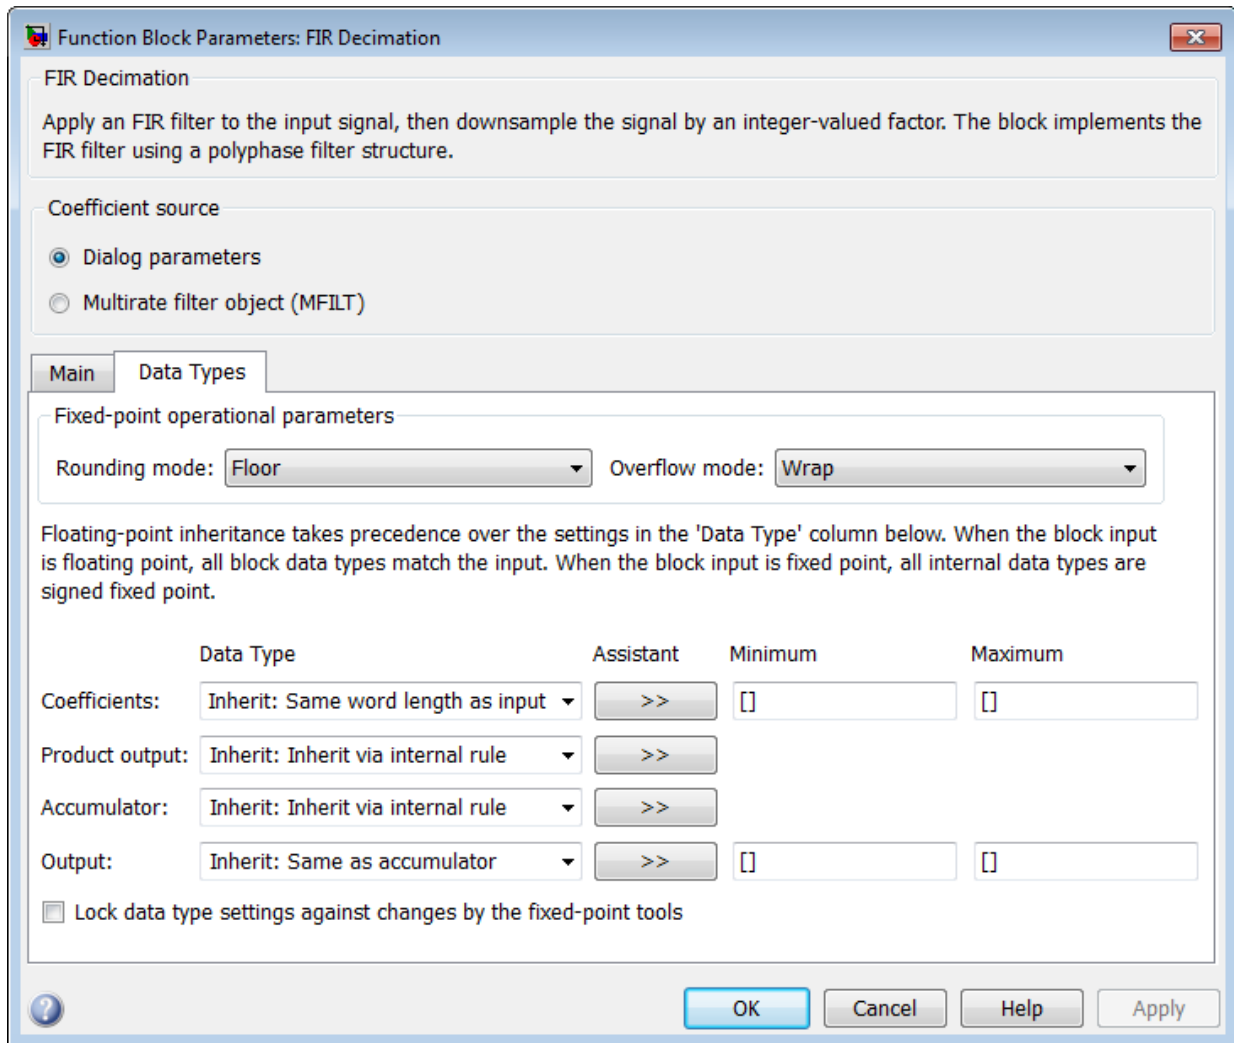 Function Block Parameters: FIR Decimation
FIR Decimation
Apply an FIR filter to the input signal, then downsample the signal by an integer-valued factor. The block implements the
FIR filter using a polyphase filter structure.
Coefficient source
Dialog parameters
Multirate filter object (MFILT)
Main Data Types
Fixed-point operational parameters
Rounding mode: Floor Overflow mode: Wrap
Floating-point inheritance takes precedence over the settings in the 'Data Type' column below. When the block input
is floating point, all block data types match the input. When the block input is fixed point, all internal data types are
signed fixed point.
Data Type Assistant Minimum Maximum
Coefficients: Inherit: Same word length as input >> [] []
Product output: Inherit: Inherit via internal rule >>
Accumulator: Inherit: Inherit via internal rule >>
Output: Inherit: Same as accumulator >> [] []
Lock data type settings against changes by the fixed-point tools
? OK Cancel Help Apply